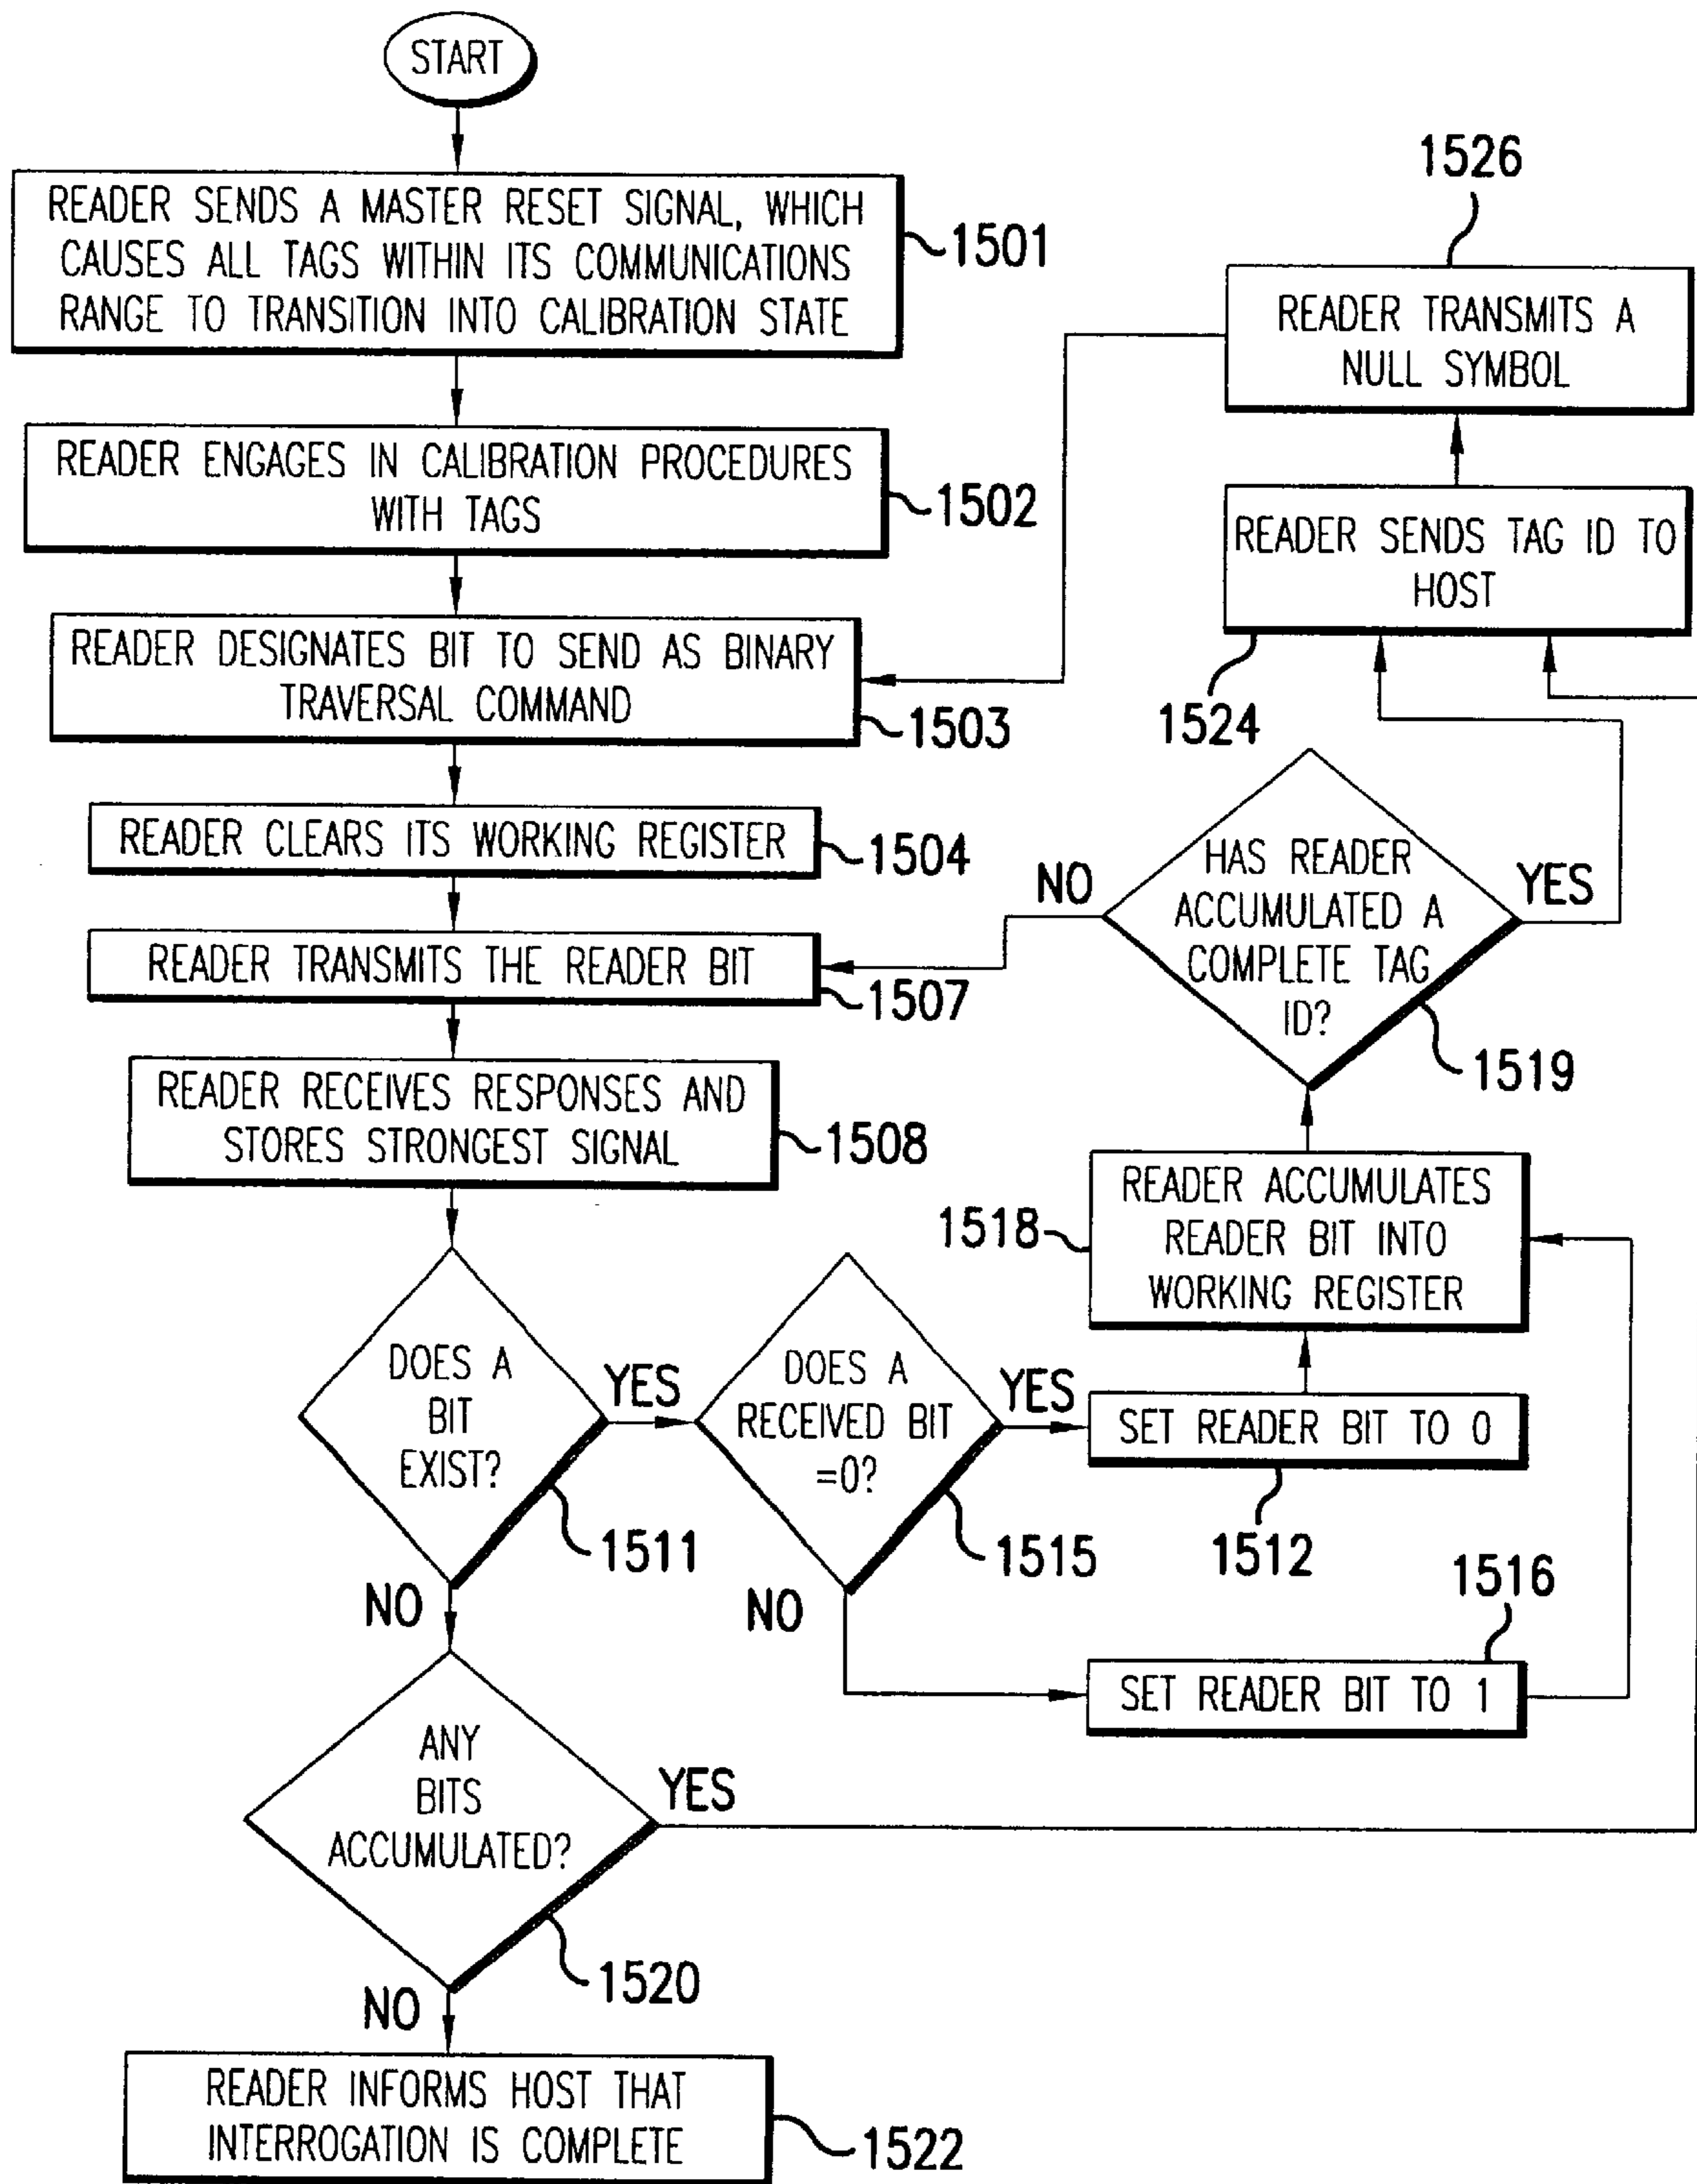 START
READER SENDS A MASTER RESET SIGNAL, WHICH
CAUSES ALL TAGS WITHIN ITS COMMUNICATIONS
RANGE TO TRANSITION INTO CALIBRATION STATE
1501
READER ENGAGES IN CALIBRATION PROCEDURES
WITH TAGS
1502
READER DESIGNATES BIT TO SEND AS BINARY
TRAVERSAL COMMAND
1503
READER CLEARS ITS WORKING REGISTER
1504
READER TRANSMITS THE READER BIT
1507
READER RECEIVES RESPONSES AND
STORES STRONGEST SIGNAL
1508
DOES A
BIT
EXIST?
1511
YES
NO
DOES A
RECEIVED BIT
=0?
1515
YES
NO
SET READER BIT TO 0
1512
1516
SET READER BIT TO 1
1518
READER ACCUMULATES
READER BIT INTO
WORKING REGISTER
HAS READER
ACCUMULATED A
COMPLETE TAG
ID?
1519
NO
YES
READER SENDS TAG ID TO
HOST
1524
1526
READER TRANSMITS A
NULL SYMBOL
ANY
BITS
ACCUMULATED?
1520
YES
NO
READER INFORMS HOST THAT
INTERROGATION IS COMPLETE
1522